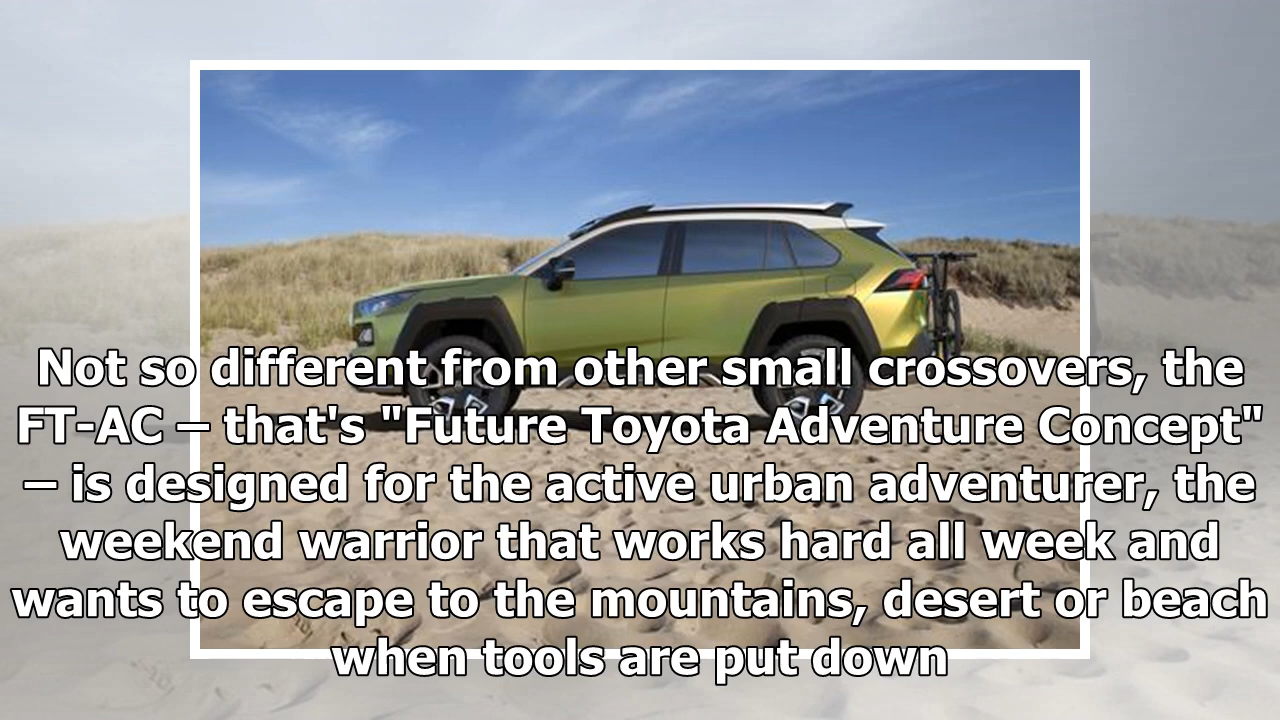 Not so different from other small crossovers, the
FT-AC – that's "Future Toyota Adventure Concept"
– is designed for the active urban adventurer, the
weekend warrior that works hard all week and
wants to escape to the mountains, desert or beach
when tools are put down